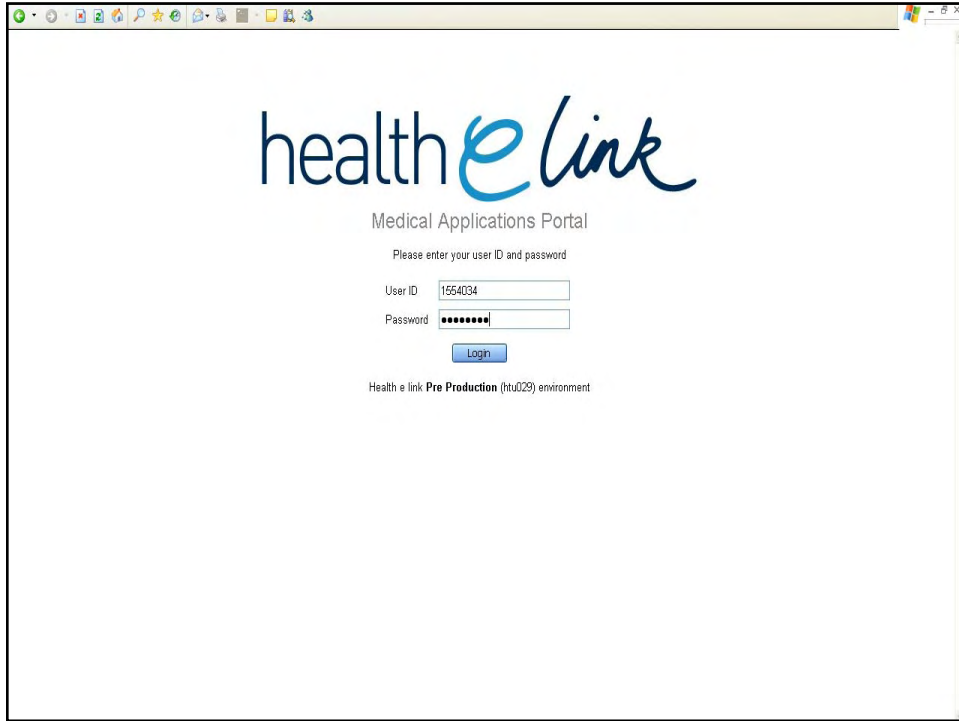 health e link
Medical Applications Portal
Please enter your user ID and password
User ID 1554034
Password ••••••••
Login
Health e link Pre Production (htu029) environment